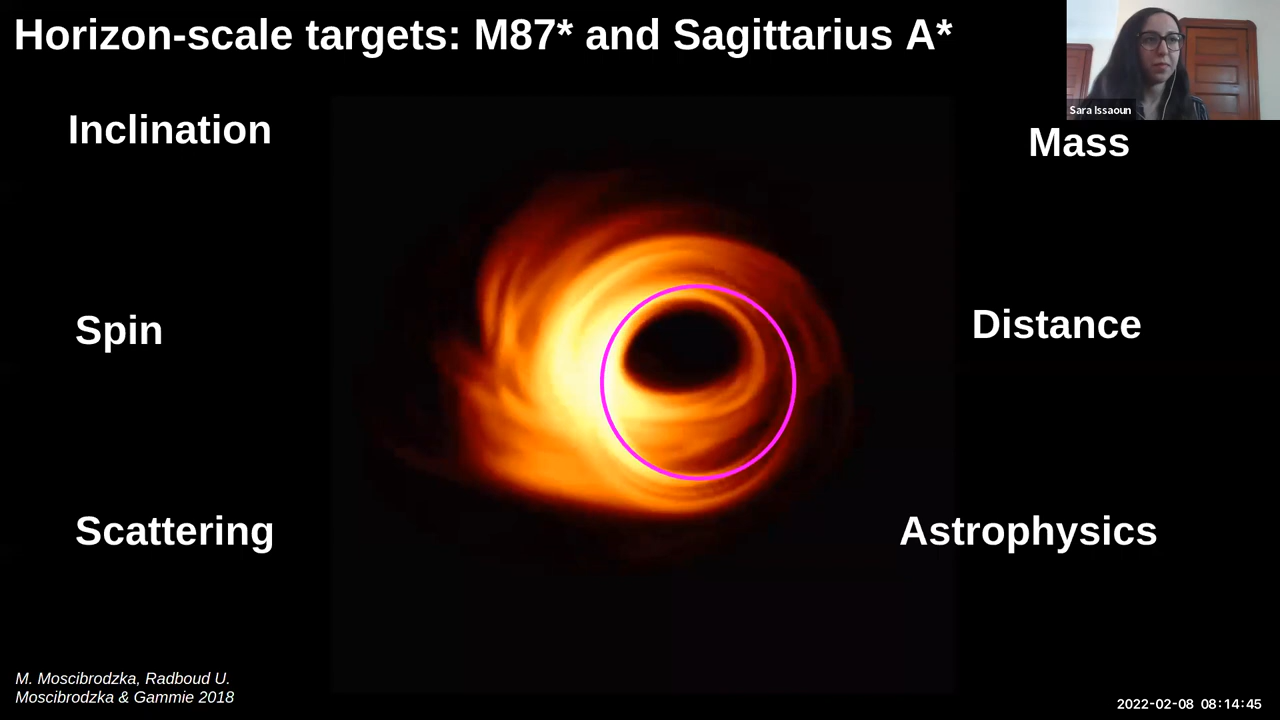 Horizon-scale targets: M87* and Sagittarius A*
Sara Issaoun
Inclination
Mass
Spin
Distance
Scattering
Astrophysics
M. Moscibrodzka, Radboud U.
Moscibrodzka & Gammie 2018
2022-02-08 08:14:45